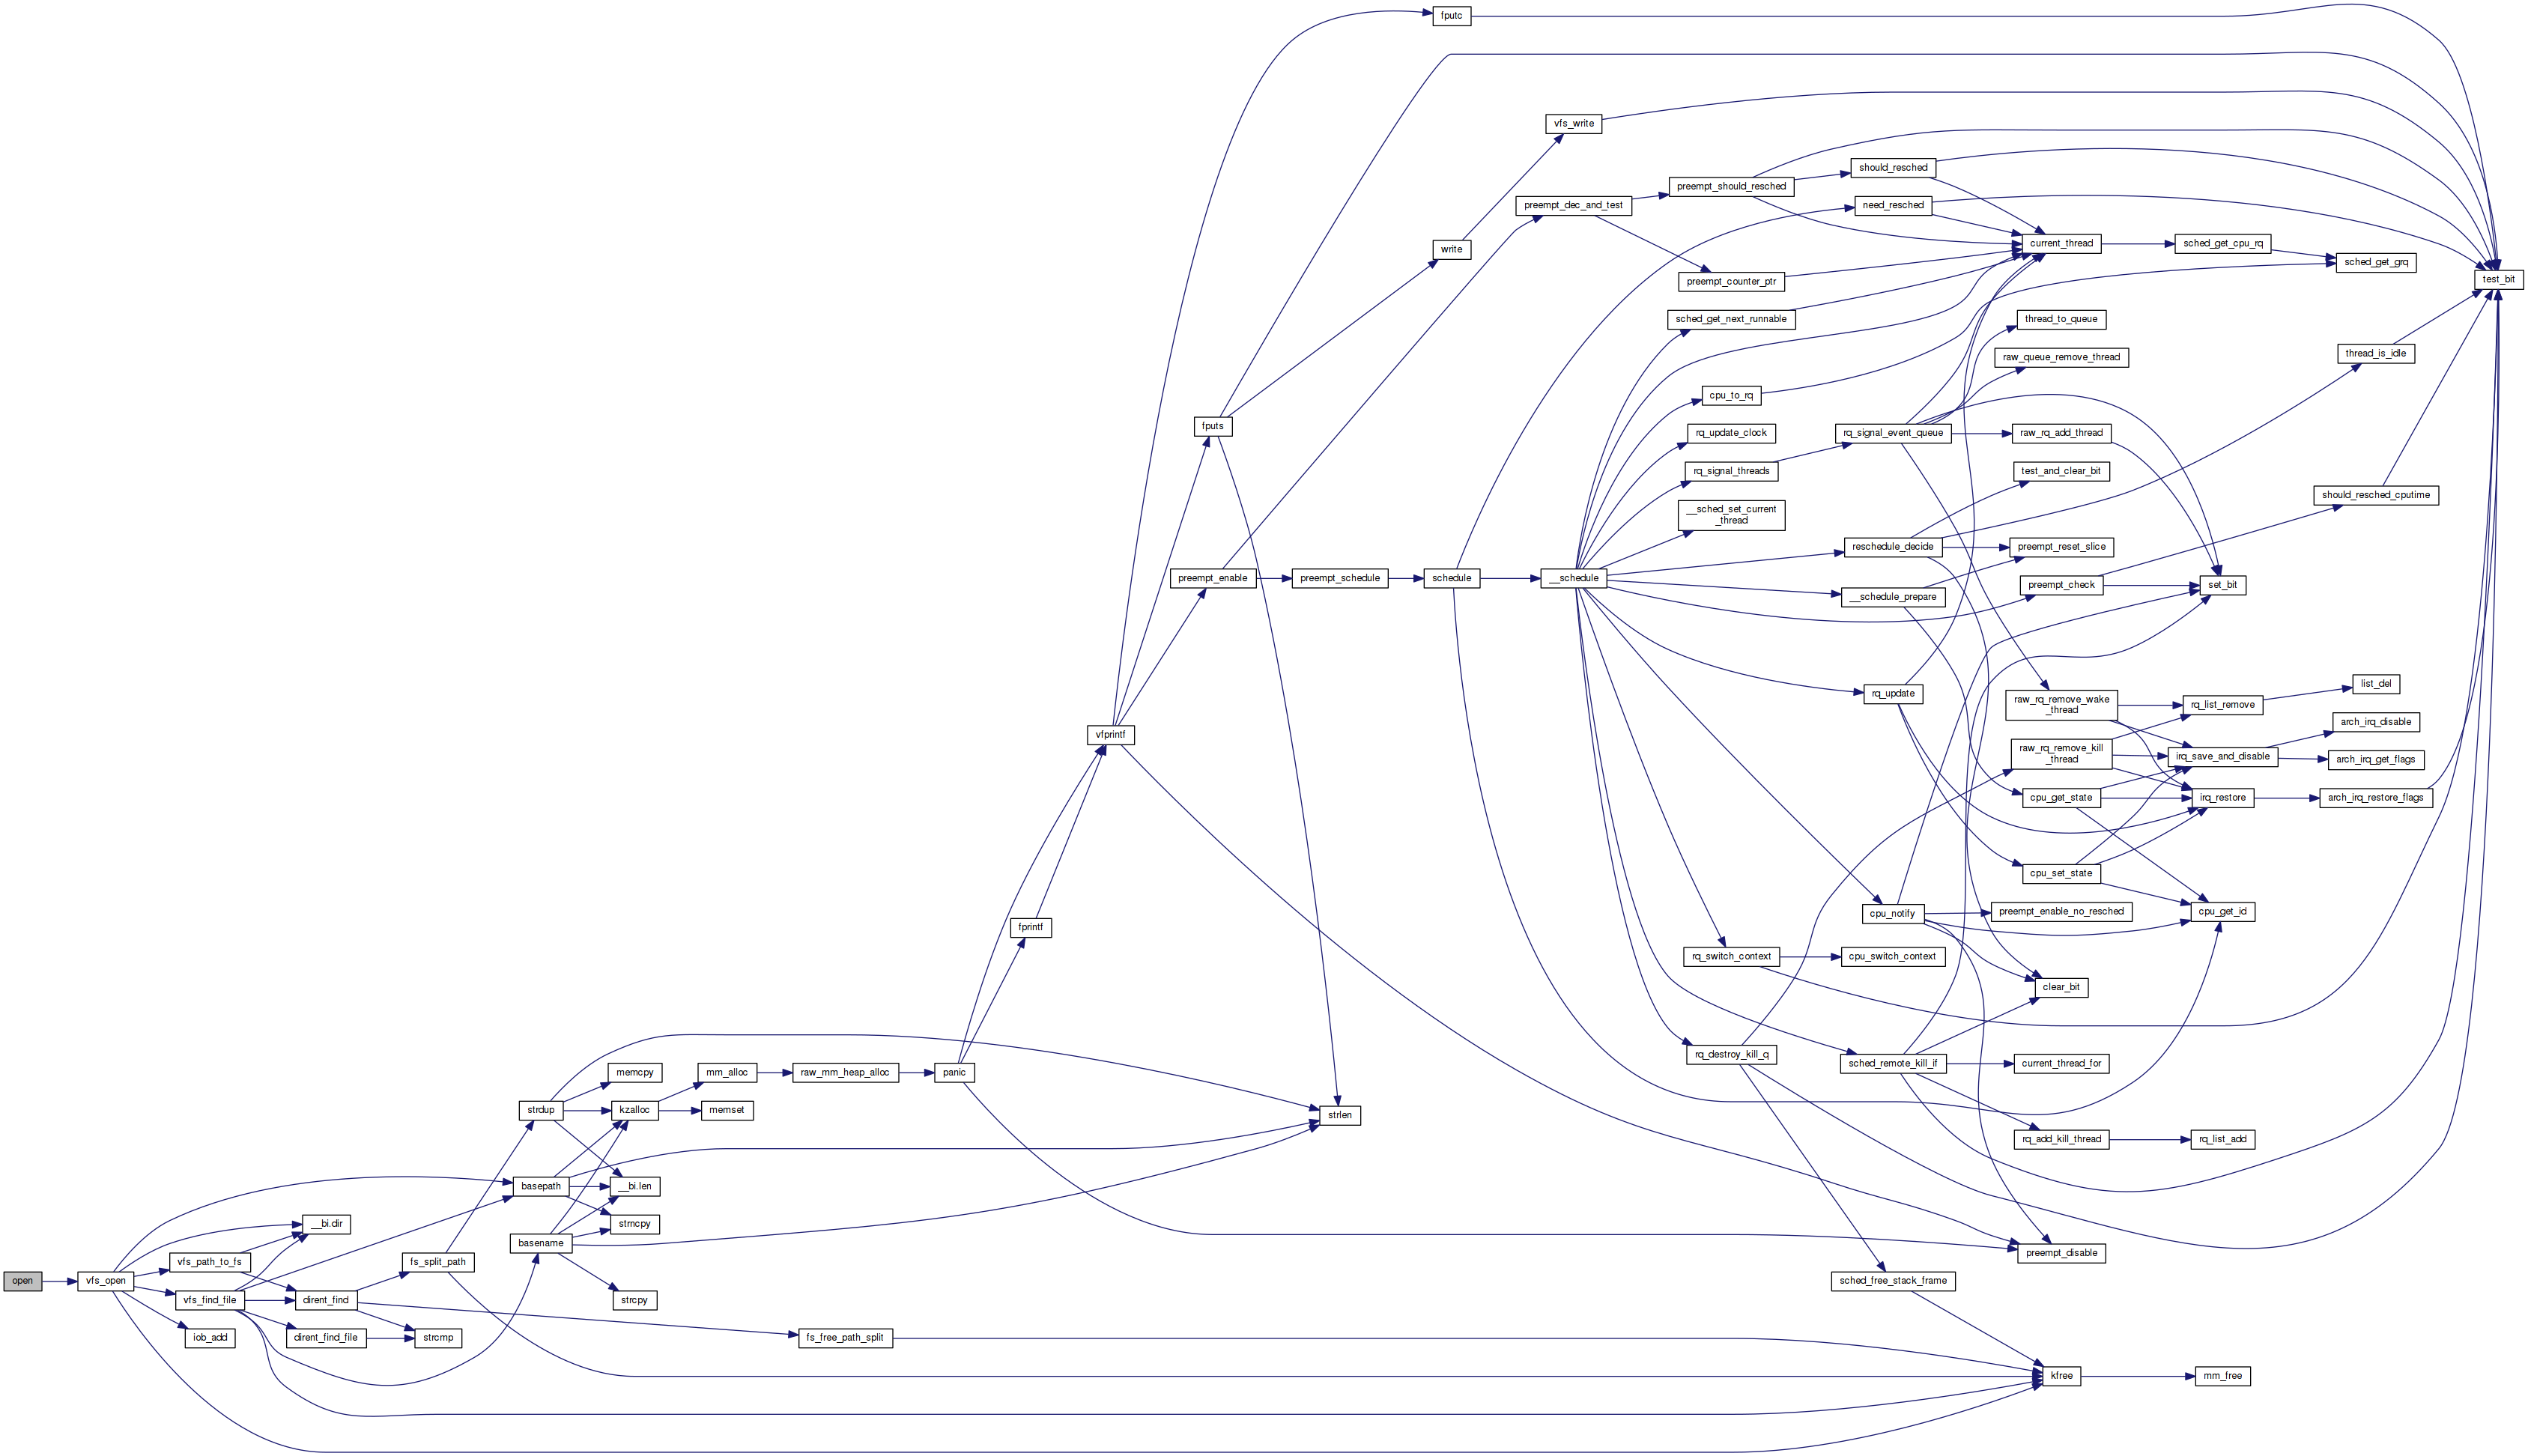 open
vfs_open
__bi.dir
vfs_path_to_fs
vfs_find_file
iob_add
dirent_find
dirent_find_file
fs_split_path
strcmp
strdup
basepath
basename
memcpy
kzalloc
__bi.len
strncpy
strcpy
mm_alloc
memset
raw_mm_heap_alloc
fs_free_path_split
panic
fprintf
vfprintf
fputs
preempt_enable
preempt_schedule
strlen
fputc
write
schedule
vfs_write
preempt_dec_and_test
__schedule
preempt_should_resched
preempt_counter_ptr
sched_get_next_runnable
cpu_to_rq
rq_update_clock
rq_signal_threads
__sched_set_current
_thread
rq_switch_context
rq_destroy_kill_q
should_resched
need_resched
rq_signal_event_queue
reschedule_decide
__schedule_prepare
rq_update
cpu_notify
cpu_switch_context
sched_remote_kill_if
sched_free_stack_frame
current_thread
thread_to_queue
raw_queue_remove_thread
raw_rq_add_thread
test_and_clear_bit
preempt_reset_slice
preempt_check
raw_rq_remove_wake
_thread
raw_rq_remove_kill
_thread
cpu_get_state
cpu_set_state
preempt_enable_no_resched
clear_bit
current_thread_for
rq_add_kill_thread
preempt_disable
kfree
sched_get_cpu_rq
set_bit
rq_list_remove
irq_save_and_disable
irq_restore
cpu_get_id
rq_list_add
mm_free
sched_get_grq
thread_is_idle
should_resched_cputime
list_del
arch_irq_disable
arch_irq_get_flags
arch_irq_restore_flags
test_bit